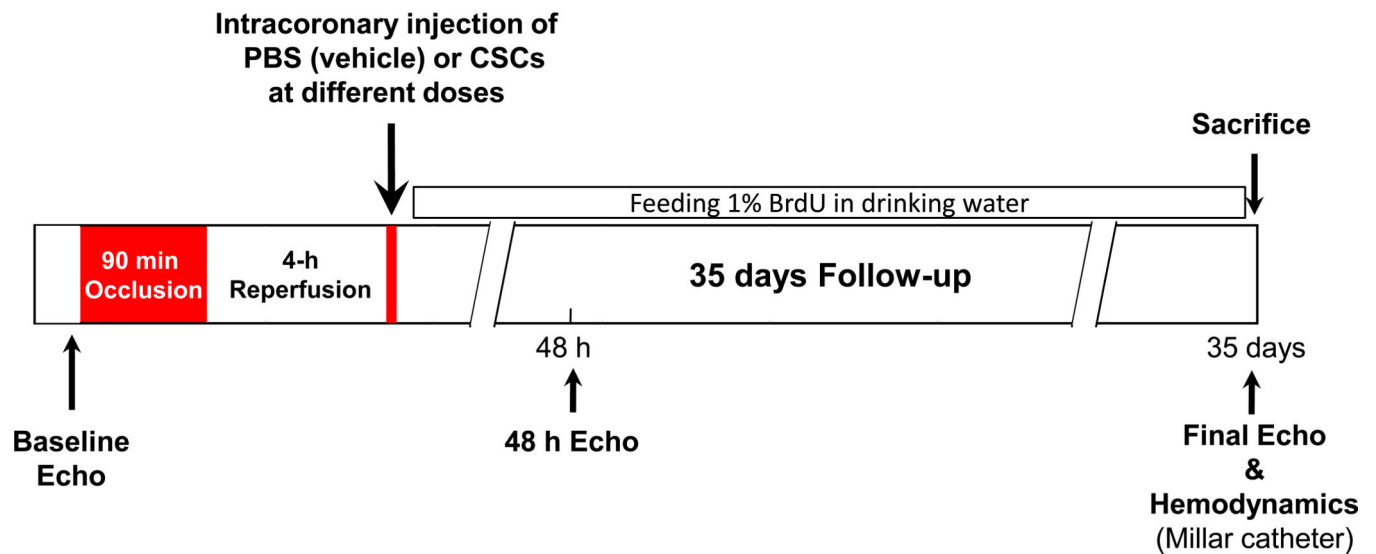 Intracoronary injection of
PBS (vehicle) or CSCs
at different doses
Sacrifice
Feeding 1% BrdU in drinking water
90 min
Occlusion
4-h
Reperfusion
35 days Follow-up
48 h
35 days
Baseline
Echo
48 h Echo
Final Echo
&
Hemodynamics
(Millar catheter)